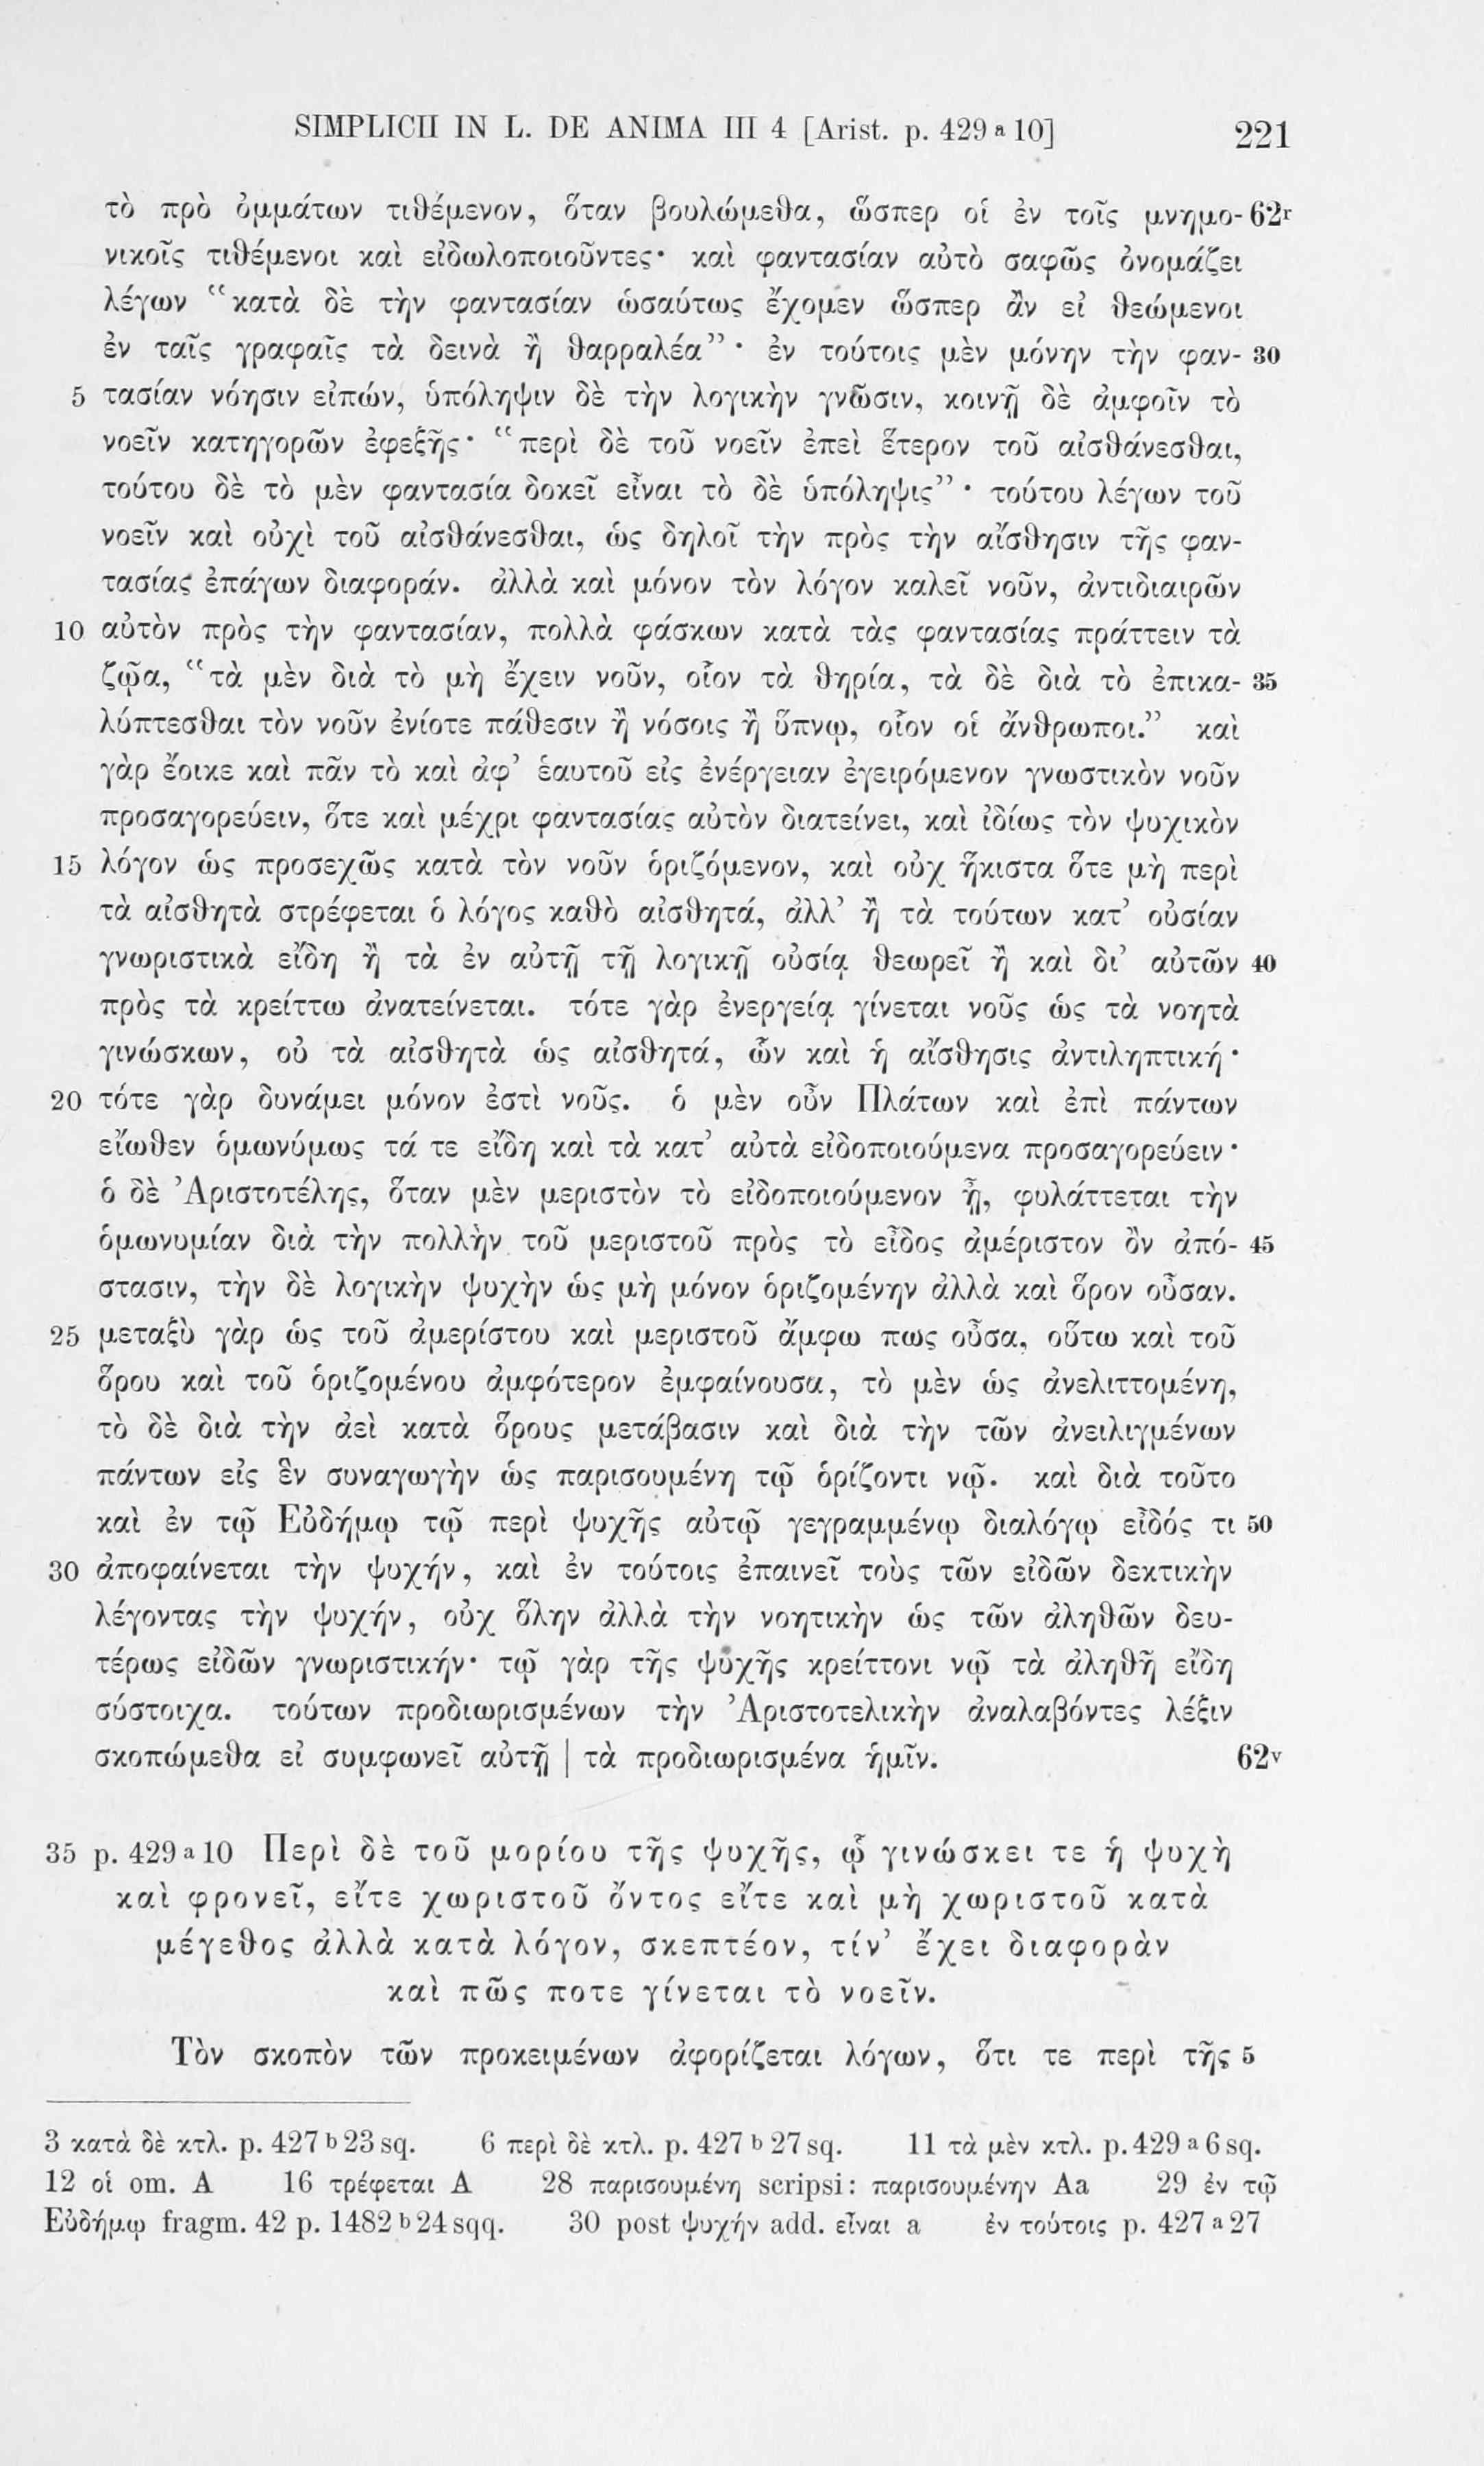 SIMPLICII IN L. DE ANIMA III 4 [Arist. p. 429 a 10] 221
τὸ πρὸ ὀμμάτων τιθέμενον, ὅταν βουλώμεθα, ὥσπερ οἱ ἐν τοῖς μνημο- 62r
νικοῖς τιθέμενοι καὶ εἰδωλοποιοῦντες· καὶ φαντασίαν αὐτὸ σαφῶς ὀνομάζει
λέγων “κατὰ δὲ τὴν φαντασίαν ὡσαύτως ἔχομεν ὥσπερ ἂν εἰ θεώμενοι
ἐν ταῖς γραφαῖς τὰ δεινὰ ἢ θαρραλέα”· ἐν τούτοις μὲν μόνην τὴν φαν- 30
5 τασίαν νόησιν εἰπών, ὑπόληψιν δὲ τὴν λογικὴν γνῶσιν, κοινῇ δὲ ἀμφοῖν τὸ
νοεῖν κατηγορῶν ἐφεξῆς· “περὶ δὲ τοῦ νοεῖν ἐπεὶ ἕτερον τοῦ αἰσθάνεσθαι,
τούτου δὲ τὸ μὲν φαντασία δοκεῖ εἶναι τὸ δὲ ὑπόληψις”· τούτου λέγων τοῦ
νοεῖν καὶ οὐχὶ τοῦ αἰσθάνεσθαι, ὡς δηλοῖ τὴν πρὸς τὴν αἴσθησιν τῆς φαν-
τασίας ἐπάγων διαφοράν. ἀλλὰ καὶ μόνον τὸν λόγον καλεῖ νοῦν, ἀντιδιαιρῶν
10 αὐτὸν πρὸς τὴν φαντασίαν, πολλὰ φάσκων κατὰ τὰς φαντασίας πράττειν τὰ
ζῷα, “τὰ μὲν διὰ τὸ μὴ ἔχειν νοῦν, οἷον τὰ θηρία, τὰ δὲ διὰ τὸ ἐπικα- 35
λύπτεσθαι τὸν νοῦν ἐνίοτε πάθεσιν ἢ νόσοις ἢ ὕπνῳ, οἷον οἱ ἄνθρωποι.” καὶ
γὰρ ἔοικε καὶ πᾶν τὸ καὶ ἀφ’ ἑαυτοῦ εἰς ἐνέργειαν ἐγειρόμενον γνωστικὸν νοῦν
προσαγορεύειν, ὅτε καὶ μέχρι φαντασίας αὐτὸν διατείνει, καὶ ἰδίως τὸν ψυχικὸν
15 λόγον ὡς προσεχῶς κατὰ τὸν νοῦν ὁριζόμενον, καὶ οὐχ ἥκιστα ὅτε μὴ περὶ
τὰ αἰσθητὰ στρέφεται ὁ λόγος καθὸ αἰσθητά, ἀλλ’ ἢ τὰ τούτων κατ’ οὐσίαν
γνωριστικὰ εἴδη ἢ τὰ ἐν αὐτῇ τῇ λογικῇ οὐσίᾳ θεωρεῖ ἢ καὶ δι’ αὐτῶν 40
πρὸς τὰ κρείττω ἀνατείνεται. τότε γὰρ ἐνεργείᾳ γίνεται νοῦς ὡς τὰ νοητὰ
γινώσκων, οὐ τὰ αἰσθητὰ ὡς αἰσθητά, ὧν καὶ ἡ αἴσθησις ἀντιληπτική·
20 τότε γὰρ δυνάμει μόνον ἐστὶ νοῦς. ὁ μὲν οὖν Πλάτων καὶ ἐπὶ πάντων
εἴωθεν ὁμωνύμως τά τε εἴδη καὶ τὰ κατ’ αὐτὰ εἰδοποιούμενα προσαγορεύειν·
ὁ δὲ Ἀριστοτέλης, ὅταν μὲν μεριστὸν τὸ εἰδοποιούμενον ᾖ, φυλάττεται τὴν
ὁμωνυμίαν διὰ τὴν πολλὴν τοῦ μεριστοῦ πρὸς τὸ εἶδος ἀμέριστον ὂν ἀπό- 45
στασιν, τὴν δὲ λογικὴν ψυχὴν ὡς μὴ μόνον ὁριζομένην ἀλλὰ καὶ ὅρον οὖσαν.
25 μεταξὺ γὰρ ὡς τοῦ ἀμερίστου καὶ μεριστοῦ ἄμφω πως οὖσα, οὕτω καὶ τοῦ
ὅρου καὶ τοῦ ὁριζομένου ἀμφότερον ἐμφαίνουσα, τὸ μὲν ὡς ἀνελιττομένη,
τὸ δὲ διὰ τὴν ἀεὶ κατὰ ὅρους μετάβασιν καὶ διὰ τὴν τῶν ἀνειλιγμένων
πάντων εἰς ἓν συναγωγὴν ὡς παρισουμένη τῷ ὁρίζοντι νῷ. καὶ διὰ τοῦτο
καὶ ἐν τῷ Εὐδήμῳ τῷ περὶ ψυχῆς αὐτῷ γεγραμμένῳ διαλόγῳ εἶδός τι 50
30 ἀποφαίνεται τὴν ψυχήν, καὶ ἐν τούτοις ἐπαινεῖ τοὺς τῶν εἰδῶν δεκτικὴν
λέγοντας τὴν ψυχήν, οὐχ ὅλην ἀλλὰ τὴν νοητικὴν ὡς τῶν ἀληθῶν δευ-
τέρως εἰδῶν γνωριστικήν· τῷ γὰρ τῆς ψυχῆς κρείττονι νῷ τὰ ἀληθῆ εἴδη
σύστοιχα. τούτων προδιωρισμένων τὴν Ἀριστοτελικὴν ἀναλαβόντες λέξιν
σκοπώμεθα εἰ συμφωνεῖ αὐτῇ | τὰ προδιωρισμένα ἡμῖν. 62v
35 p. 429 a 10 Περὶ δὲ τοῦ μορίου τῆς ψυχῆς, ᾧ γινώσκει τε ἡ ψυχὴ
καὶ φρονεῖ, εἴτε χωριστοῦ ὄντος εἴτε καὶ μὴ χωριστοῦ κατὰ
μέγεθος ἀλλὰ κατὰ λόγον, σκεπτέον, τίν’ ἔχει διαφορὰν
καὶ πῶς ποτε γίνεται τὸ νοεῖν.
Τὸν σκοπὸν τῶν προκειμένων ἀφορίζεται λόγων, ὅτι τε περὶ τῆς 5
3 κατὰ δὲ κτλ. p. 427 b 23 sq. 6 περὶ δὲ κτλ. p. 427 b 27 sq. 11 τὰ μὲν κτλ. p. 429 a 6 sq.
12 οἱ om. A 16 τρέφεται A 28 παρισουμένη scripsi: παρισουμένην Aa 29 ἐν τῷ
Εὐδήμῳ fragm. 42 p. 1482 b 24 sqq. 30 post ψυχήν add. εἶναι a ἐν τούτοις p. 427 a 27